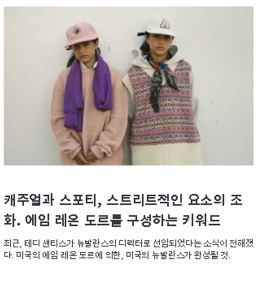 캐주얼과 스포티, 스트리트적인 요소의 조
화. 에임 레온 도르를 구성하는 키워드
최근, 테디 샌티스가 뉴발란스의 디렉터로 선임되었다는 소식이 전해졌
다. 미국의 에임 레온 도르에 의한, 미국의 뉴발란스가 완성될 것.